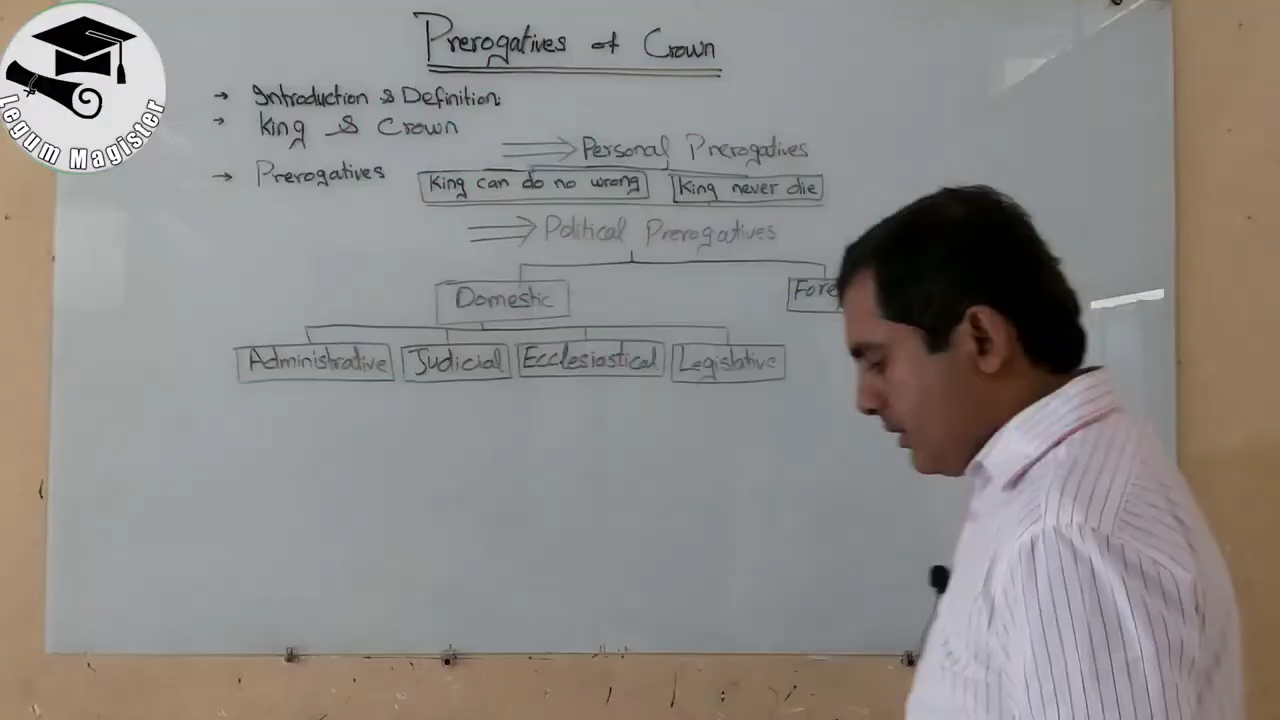 Legum Magister
Prerogatives of Crown
→ Introduction & Definition.
→ King & Crown
⇒ Personal Prerogatives
→ Prerogatives
King can do no wrong King never die
⇒ Political Prerogatives
Domestic Fore
Administrative Judicial Ecclesiastical Legislative